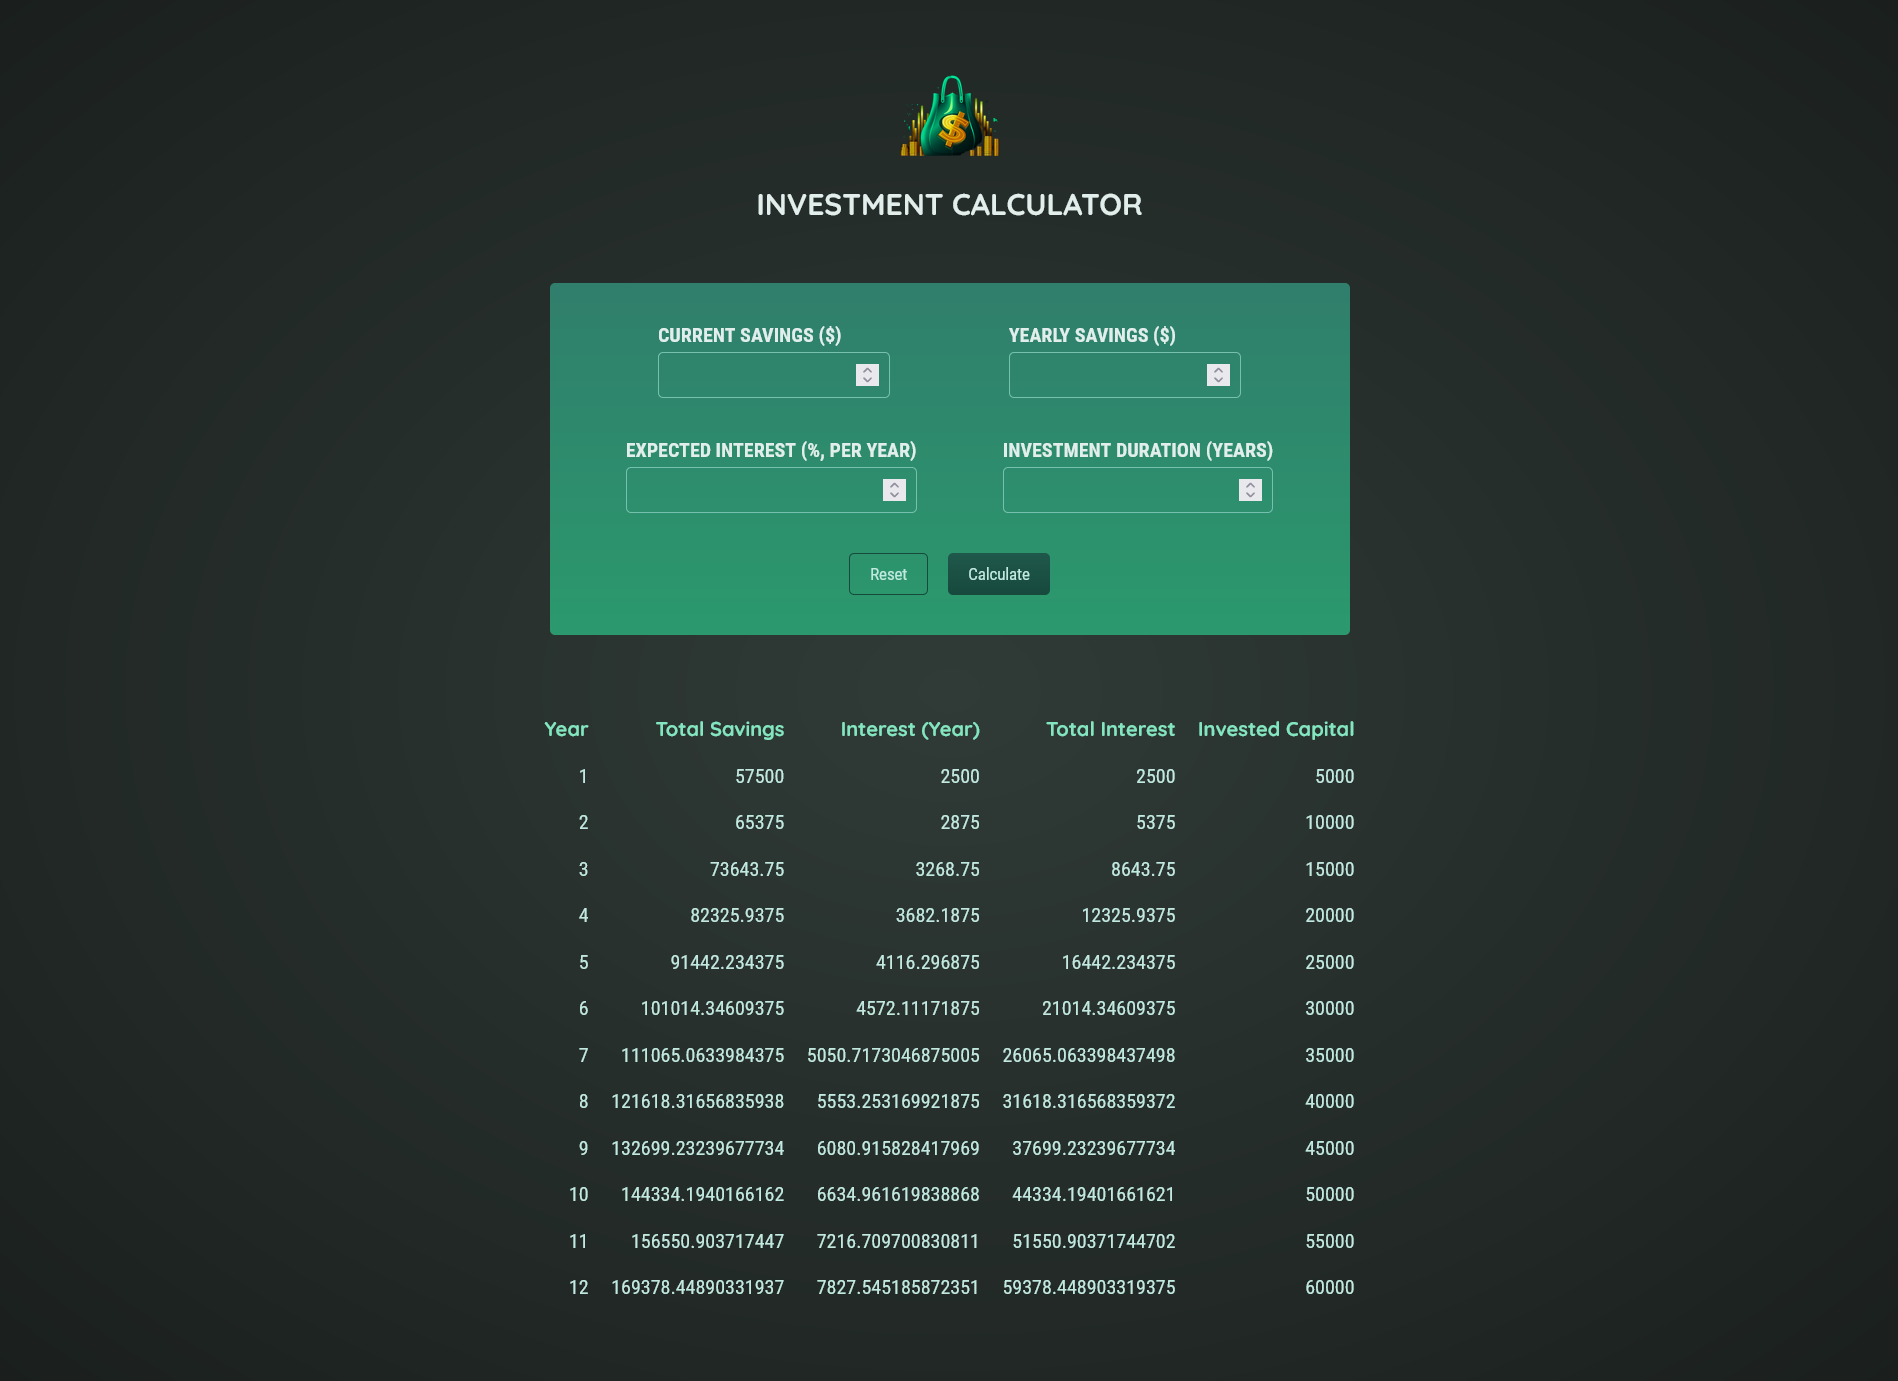 $
INVESTMENT CALCULATOR
CURRENT SAVINGS ($) YEARLY SAVINGS ($)
EXPECTED INTEREST (%, PER YEAR) INVESTMENT DURATION (YEARS)
Reset Calculate
Year Total Savings Interest (Year) Total Interest Invested Capital
1 57500 2500 2500 5000
2 65375 2875 5375 10000
3 73643.75 3268.75 8643.75 15000
4 82325.9375 3682.1875 12325.9375 20000
5 91442.234375 4116.296875 16442.234375 25000
6 101014.34609375 4572.11171875 21014.34609375 30000
7 111065.0633984375 5050.7173046875005 26065.063398437498 35000
8 121618.31656835938 5553.253169921875 31618.316568359372 40000
9 132699.23239677734 6080.915828417969 37699.23239677734 45000
10 144334.1940166162 6634.961619838868 44334.19401661621 50000
11 156550.903717447 7216.709700830811 51550.90371744702 55000
12 169378.44890331937 7827.545185872351 59378.448903319375 60000